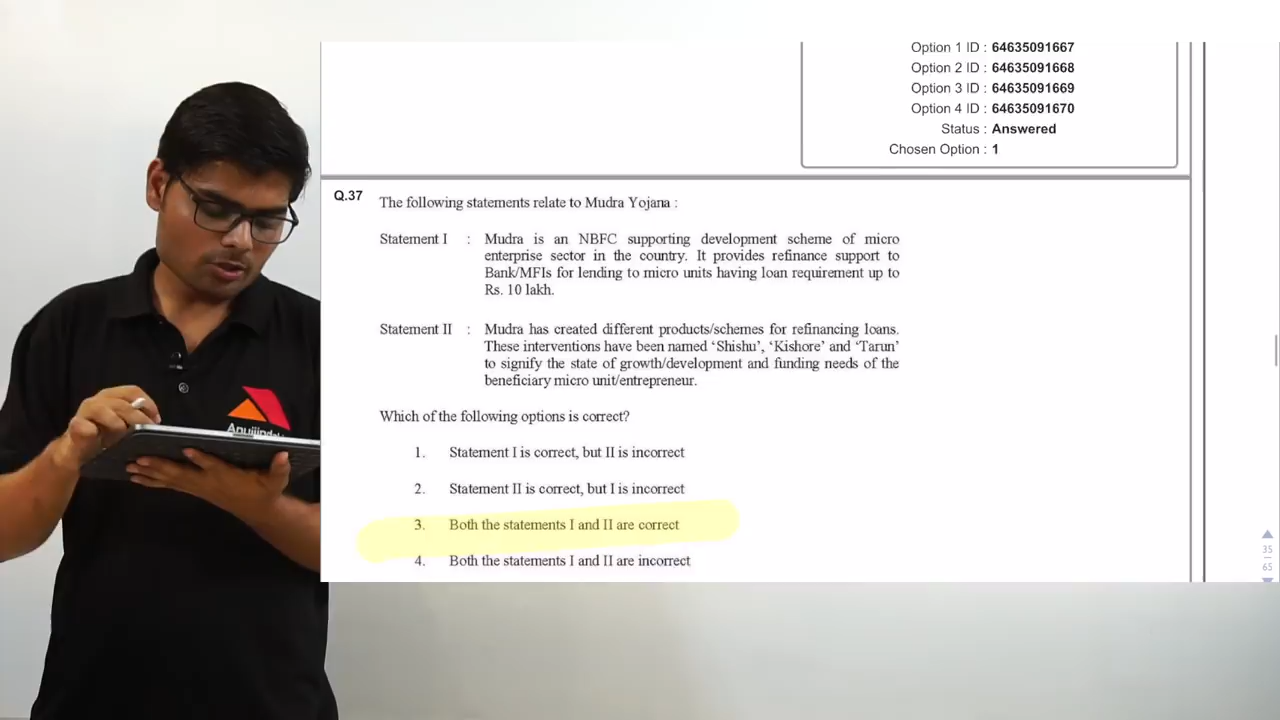 Option 1 ID : 64635091667
Option 2 ID : 64635091668
Option 3 ID : 64635091669
Option 4 ID : 64635091670
Status : Answered
Chosen Option : 1
Q.37 The following statements relate to Mudra Yojana :
Statement I : Mudra is an NBFC supporting development scheme of micro
enterprise sector in the country. It provides refinance support to
Bank/MFIs for lending to micro units having loan requirement up to
Rs. 10 lakh.
Statement II : Mudra has created different products/schemes for refinancing loans.
These interventions have been named ‘Shishu’, ‘Kishore’ and ‘Tarun’
to signify the state of growth/development and funding needs of the
beneficiary micro unit/entrepreneur.
Which of the following options is correct?
1. Statement I is correct, but II is incorrect
2. Statement II is correct, but I is incorrect
3. Both the statements I and II are correct
4. Both the statements I and II are incorrect
35
65